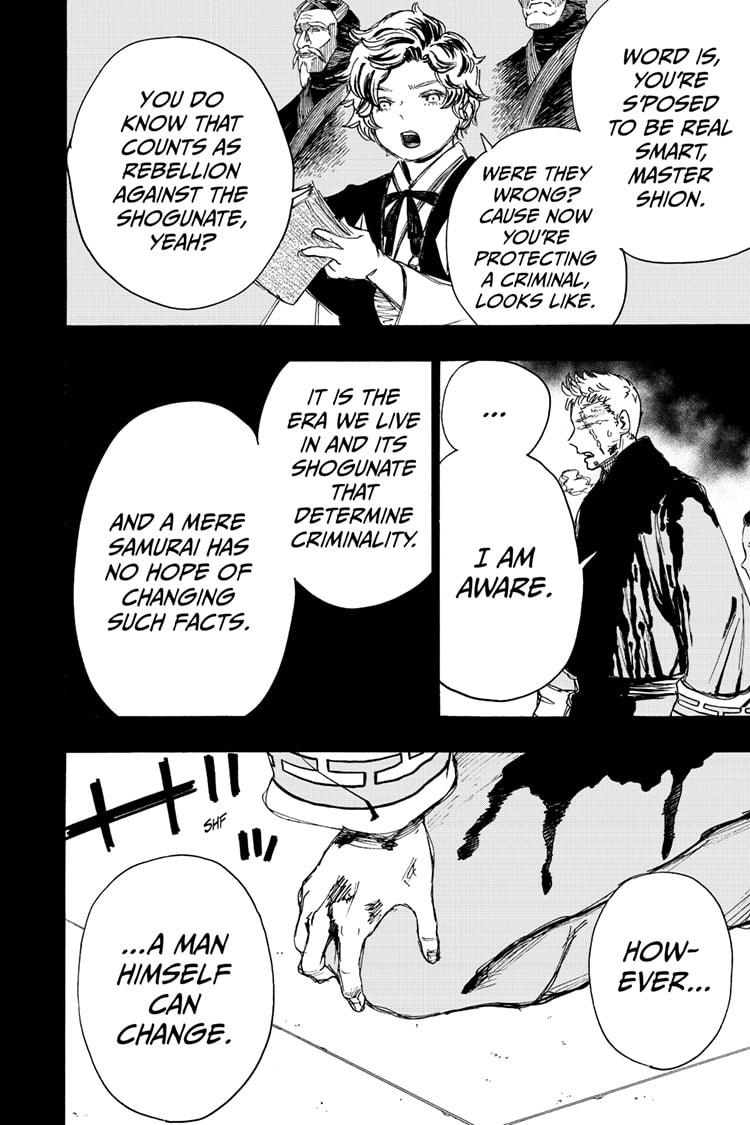 WORD IS,
YOU'RE
S'POSED
TO BE REAL
SMART,
MASTER
SHION.
WERE THEY
WRONG?
CAUSE NOW
YOU'RE
PROTECTING
A CRIMINAL,
LOOKS LIKE.
YOU DO
KNOW THAT
COUNTS AS
REBELLION
AGAINST THE
SHOGUNATE,
YEAH?
...
I AM
AWARE.
IT IS THE
ERA WE LIVE
IN AND ITS
SHOGUNATE
THAT
DETERMINE
CRIMINALITY.
AND A MERE
SAMURAI HAS
NO HOPE OF
CHANGING
SUCH FACTS.
SHF
HOW-
EVER...
...A MAN
HIMSELF
CAN
CHANGE.